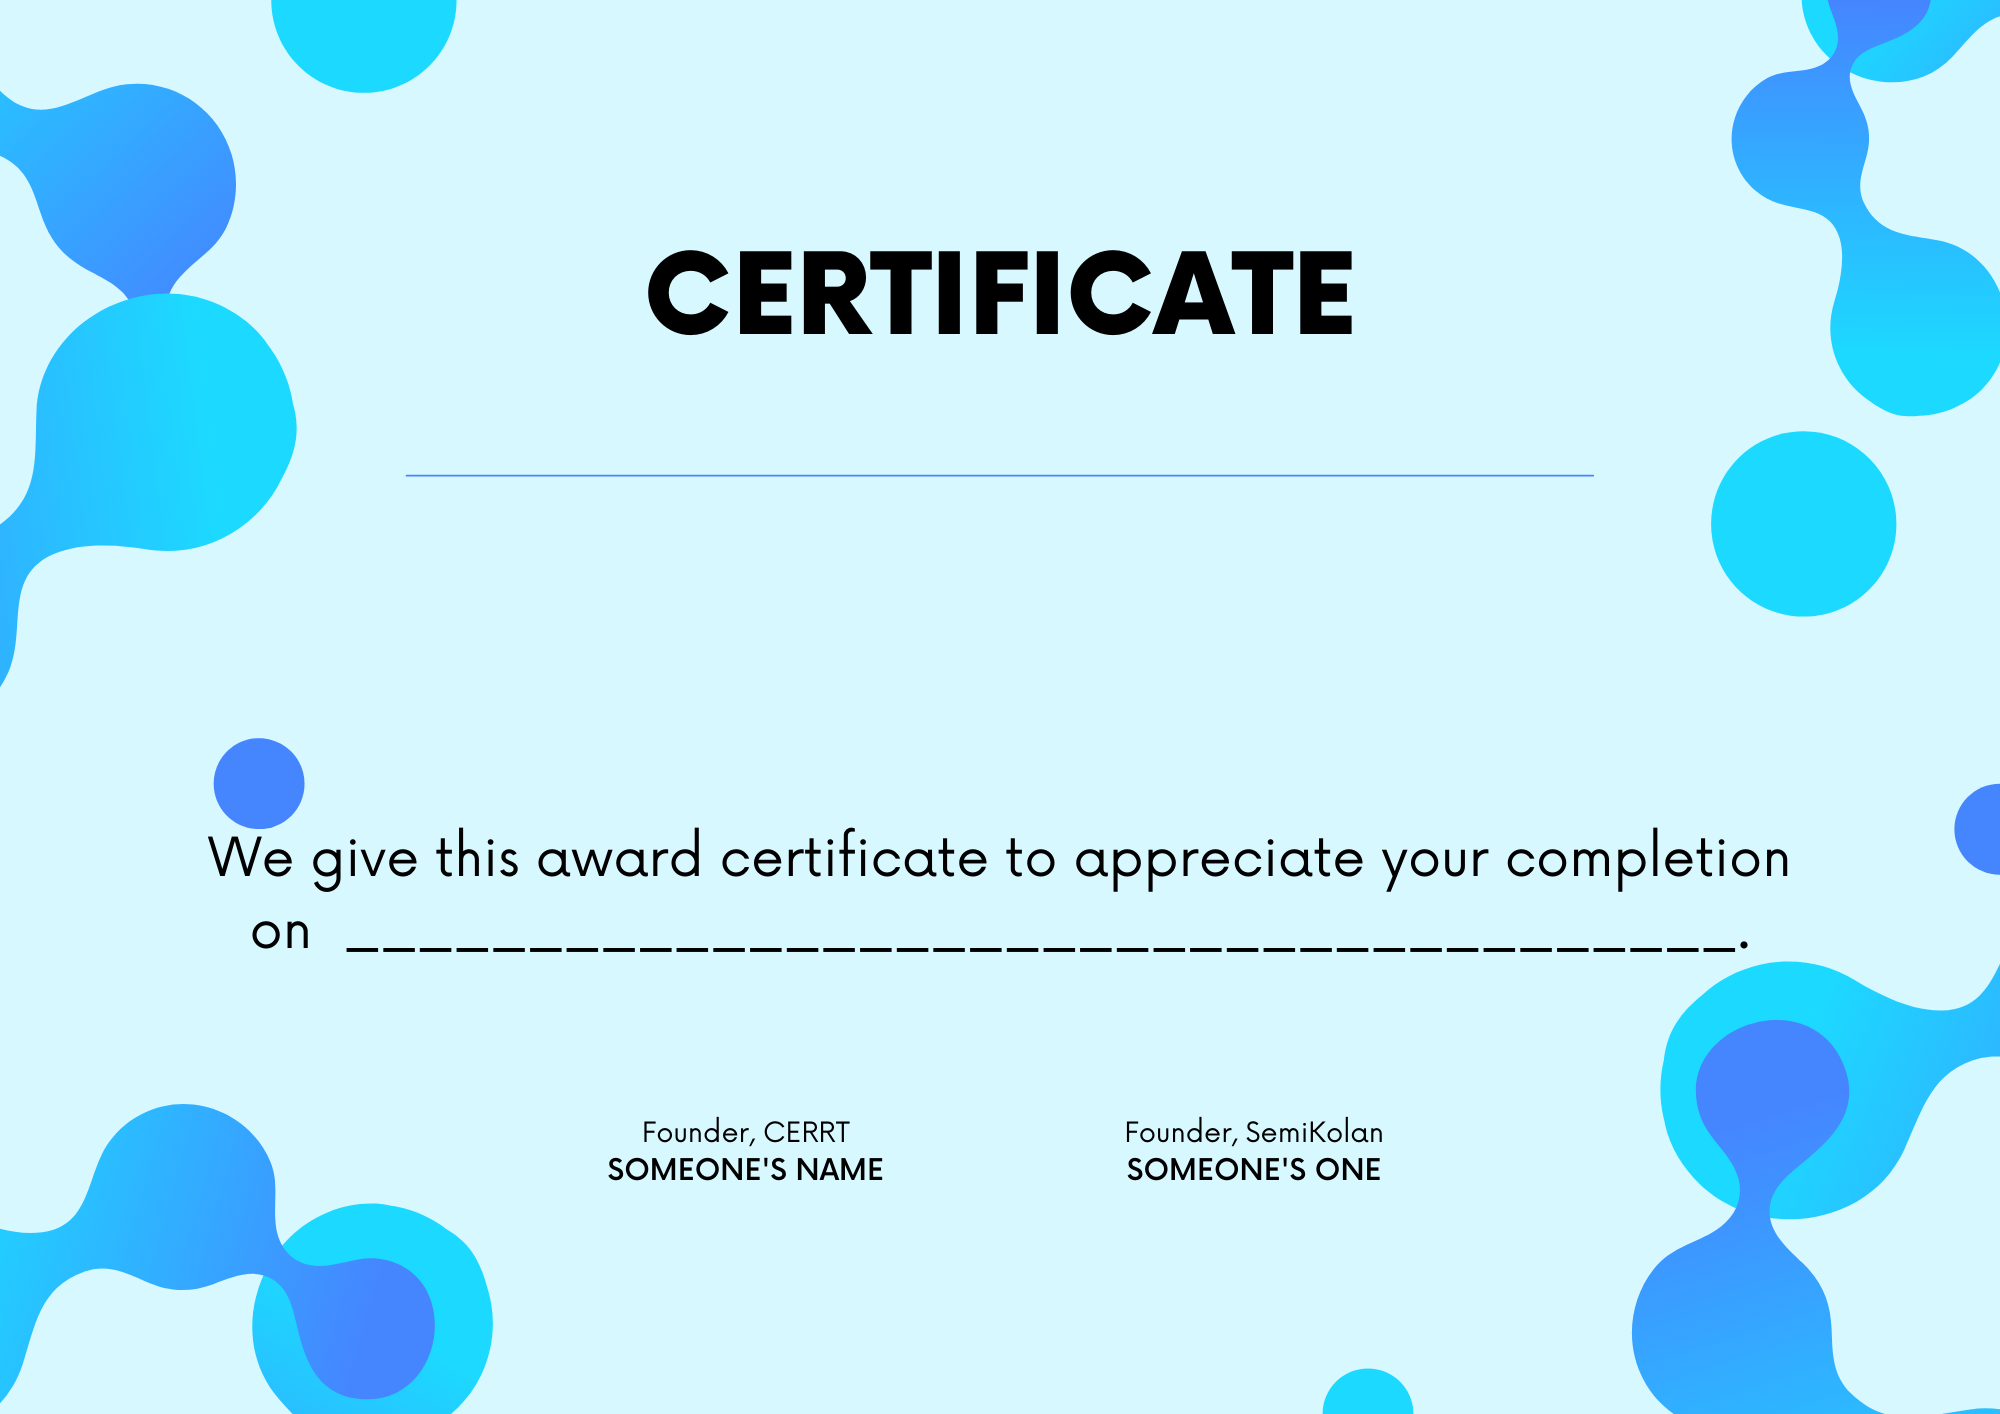 CERTIFICATE
We give this award certificate to appreciate your completion
on ______________________________________.
Founder, CERRT
SOMEONE'S NAME
Founder, SemiKolan
SOMEONE'S ONE